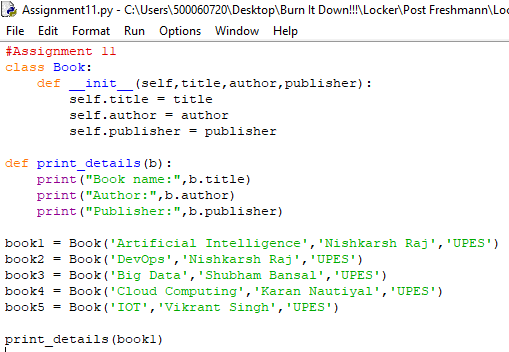 Assignment11.py - C:\Users\500060720\Desktop\Burn It Down!!!\Locker\Post Freshmann\Loc
File Edit Format Run Options Window Help
#Assignment 11
class Book:
    def __init__(self,title,author,publisher):
        self.title = title
        self.author = author
        self.publisher = publisher

def print_details(b):
    print("Book name:",b.title)
    print("Author:",b.author)
    print("Publisher:",b.publisher)

book1 = Book('Artificial Intelligence','Nishkarsh Raj','UPES')
book2 = Book('DevOps','Nishkarsh Raj','UPES')
book3 = Book('Big Data','Shubham Bansal','UPES')
book4 = Book('Cloud Computing','Karan Nautiyal','UPES')
book5 = Book('IOT','Vikrant Singh','UPES')

print_details(book1)